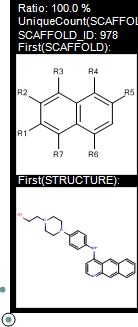 Ratio: 100.0 %
UniqueCount(SCAFFOL
SCAFFOLD_ID: 978
First(SCAFFOLD):
R3 R4
R2 R5
R1
R7 R6
First(STRUCTURE):
N
N
NH